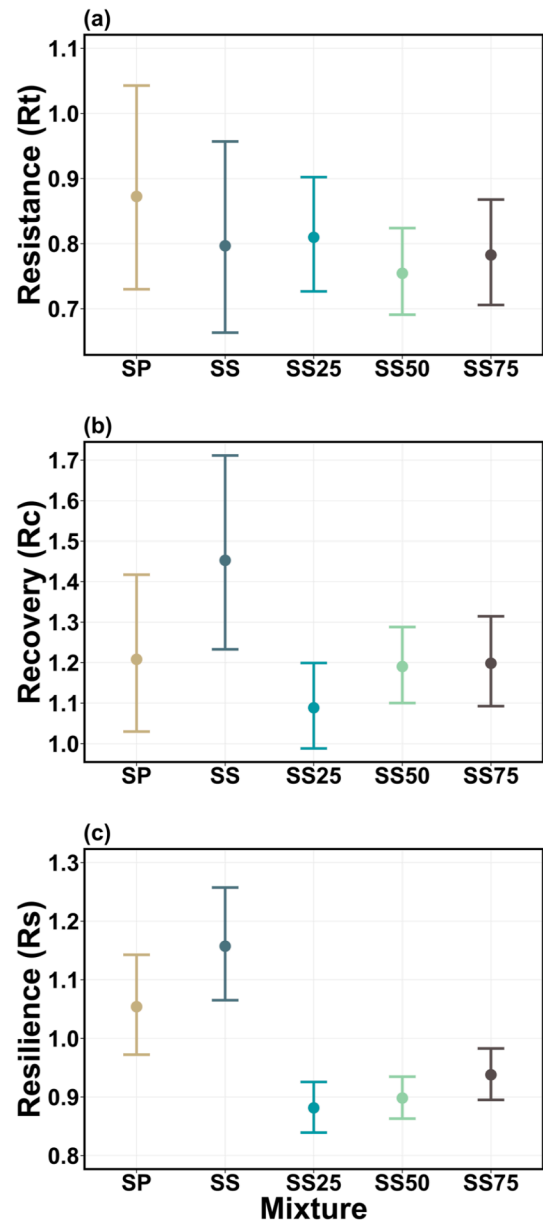 (a)
Resistance (Rt)
1.1
1.0
0.9
0.8
0.7
SP SS SS25 SS50 SS75
(b)
Recovery (Rc)
1.7
1.6
1.5
1.4
1.3
1.2
1.1
1.0
SP SS SS25 SS50 SS75
(c)
Resilience (Rs)
1.3
1.2
1.1
1.0
0.9
0.8
SP SS SS25 SS50 SS75
Mixture